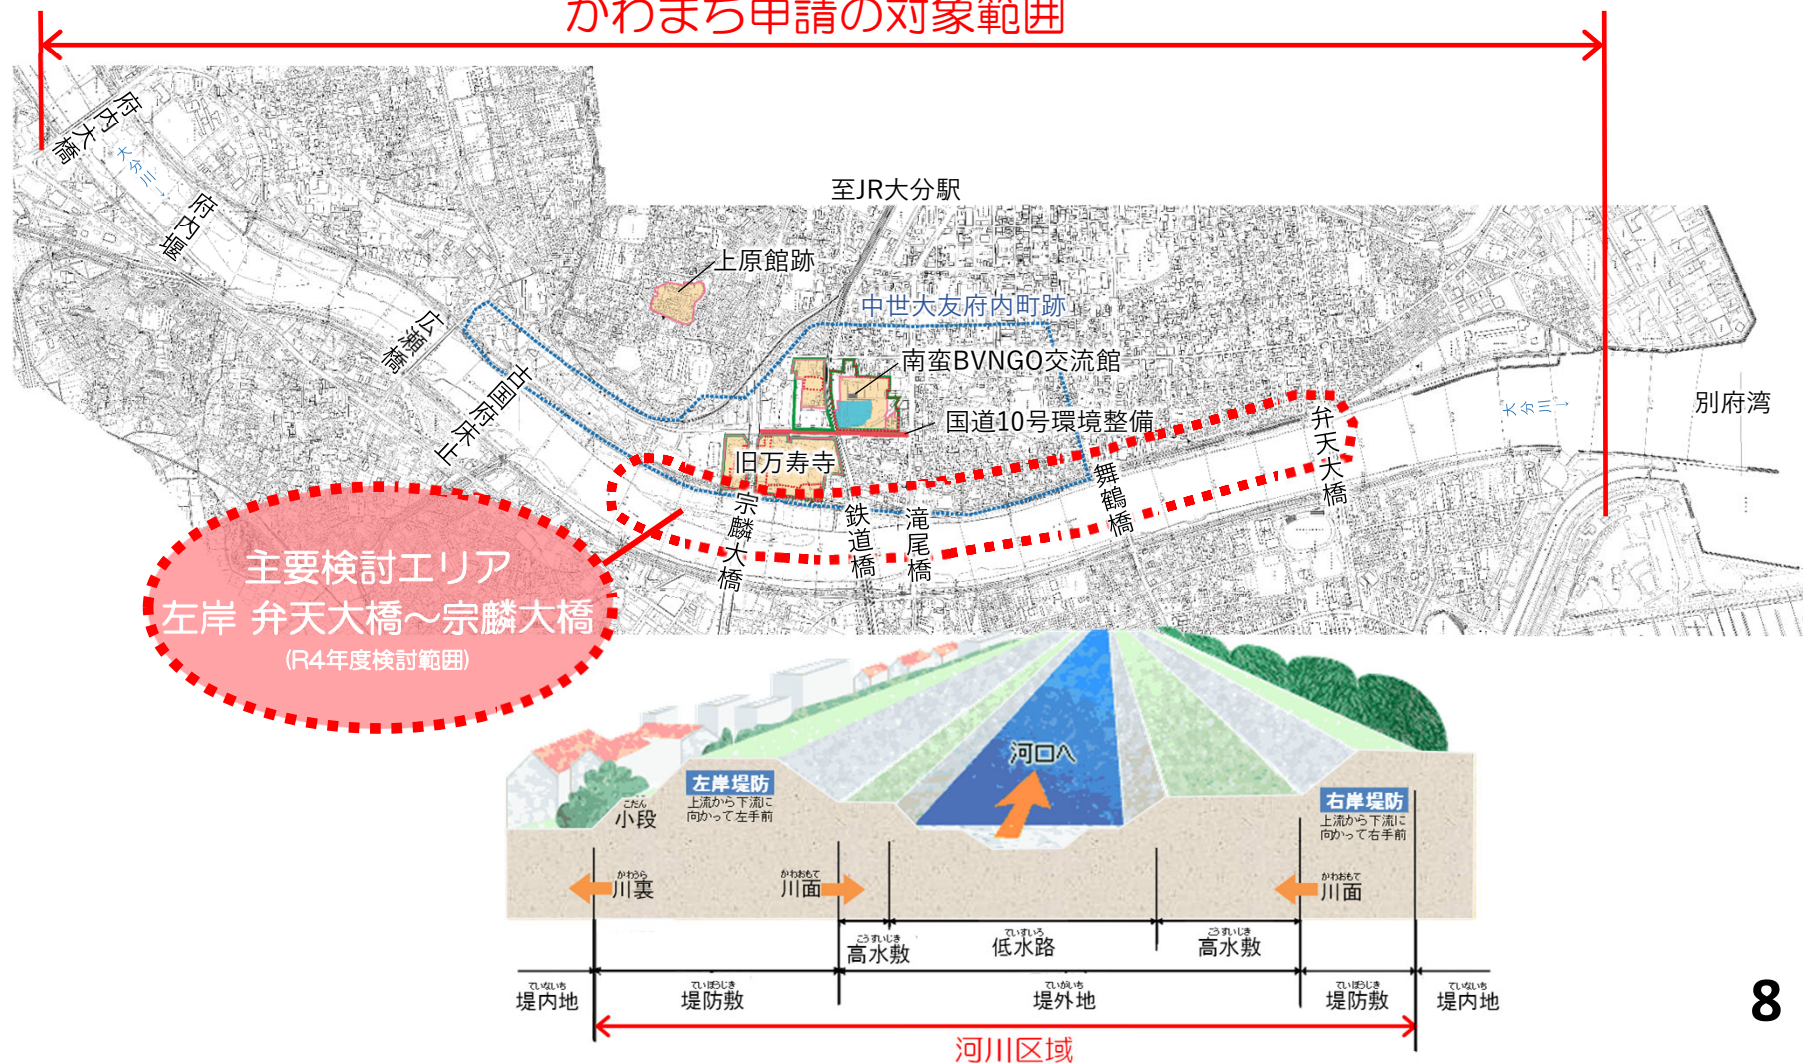 かわまち申請の対象範囲
府内大橋
大分川→
府内堰
至JR大分駅
上原館跡
中世大友府内町跡
広瀬橋
南蛮BVNGO交流館
古国府床止
国道10号環境整備
大分川→
別府湾
弁天大橋
旧万寿寺
舞鶴橋
宗麟大橋
鉄道橋
滝尾橋
主要検討エリア
左岸 弁天大橋～宗麟大橋
(R4年度検討範囲)
河口へ
左岸堤防
上流から下流に
向かって左手前
こだん
小段
右岸堤防
上流から下流に
向かって右手前
かわうら
川裏
かわおもて
川面
かわおもて
川面
こうすいじき
高水敷
ていすいろ
低水路
こうすいじき
高水敷
ていないち
堤内地
ていぼうじき
堤防敷
ていがいち
堤外地
ていぼうじき
堤防敷
ていないち
堤内地
河川区域
8